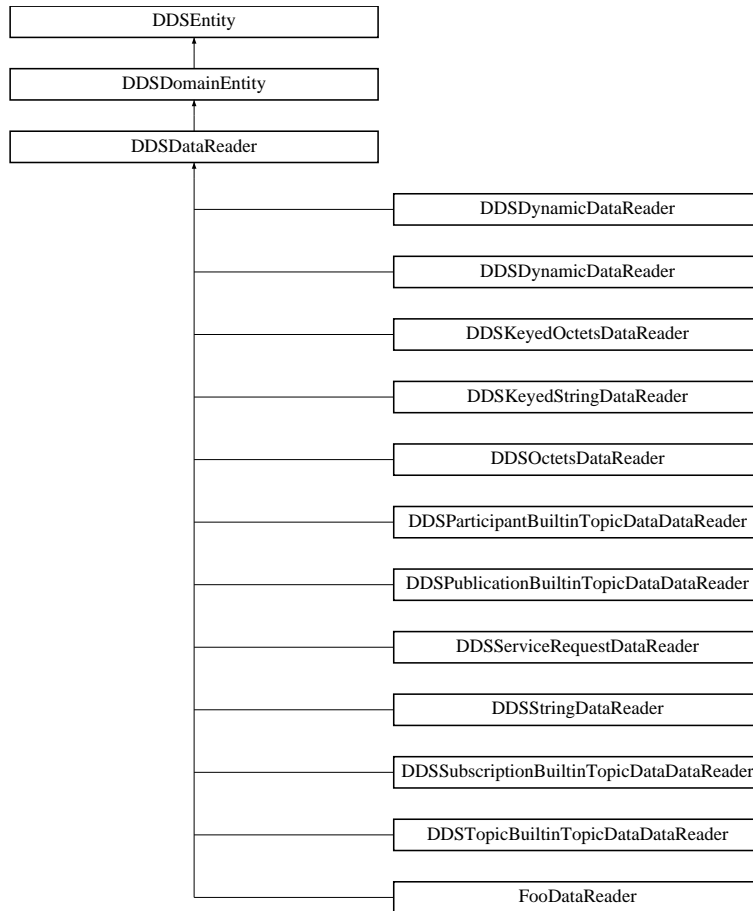 DDSEntity
DDSDomainEntity
DDSDataReader
DDSDynamicDataReader
DDSDynamicDataReader
DDSKeyedOctetsDataReader
DDSKeyedStringDataReader
DDSOctetsDataReader
DDSParticipantBuiltinTopicDataDataReader
DDSPublicationBuiltinTopicDataDataReader
DDSServiceRequestDataReader
DDSStringDataReader
DDSSubscriptionBuiltinTopicDataDataReader
DDSTopicBuiltinTopicDataDataReader
FooDataReader